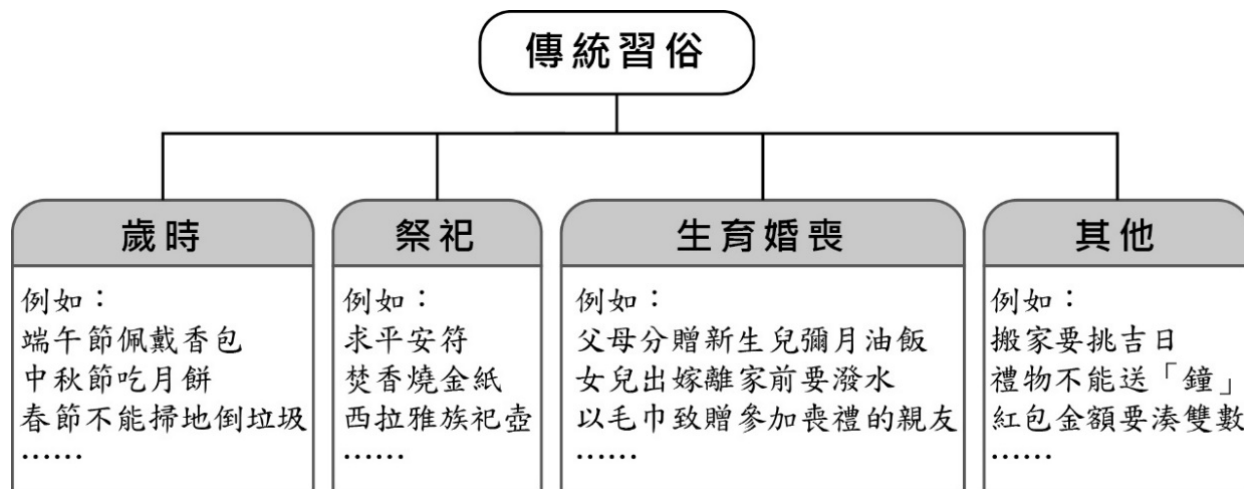 傳統習俗
歲時
例如：
端午節佩戴香包
中秋節吃月餅
春節不能掃地倒垃圾
……
祭祀
例如：
求平安符
焚香燒金紙
西拉雅族祀壺
……
生育婚喪
例如：
父母分贈新生兒彌月油飯
女兒出嫁離家前要潑水
以毛巾致贈參加喪禮的親友
……
其他
例如：
搬家要挑吉日
禮物不能送「鐘」
紅包金額要湊雙數
……